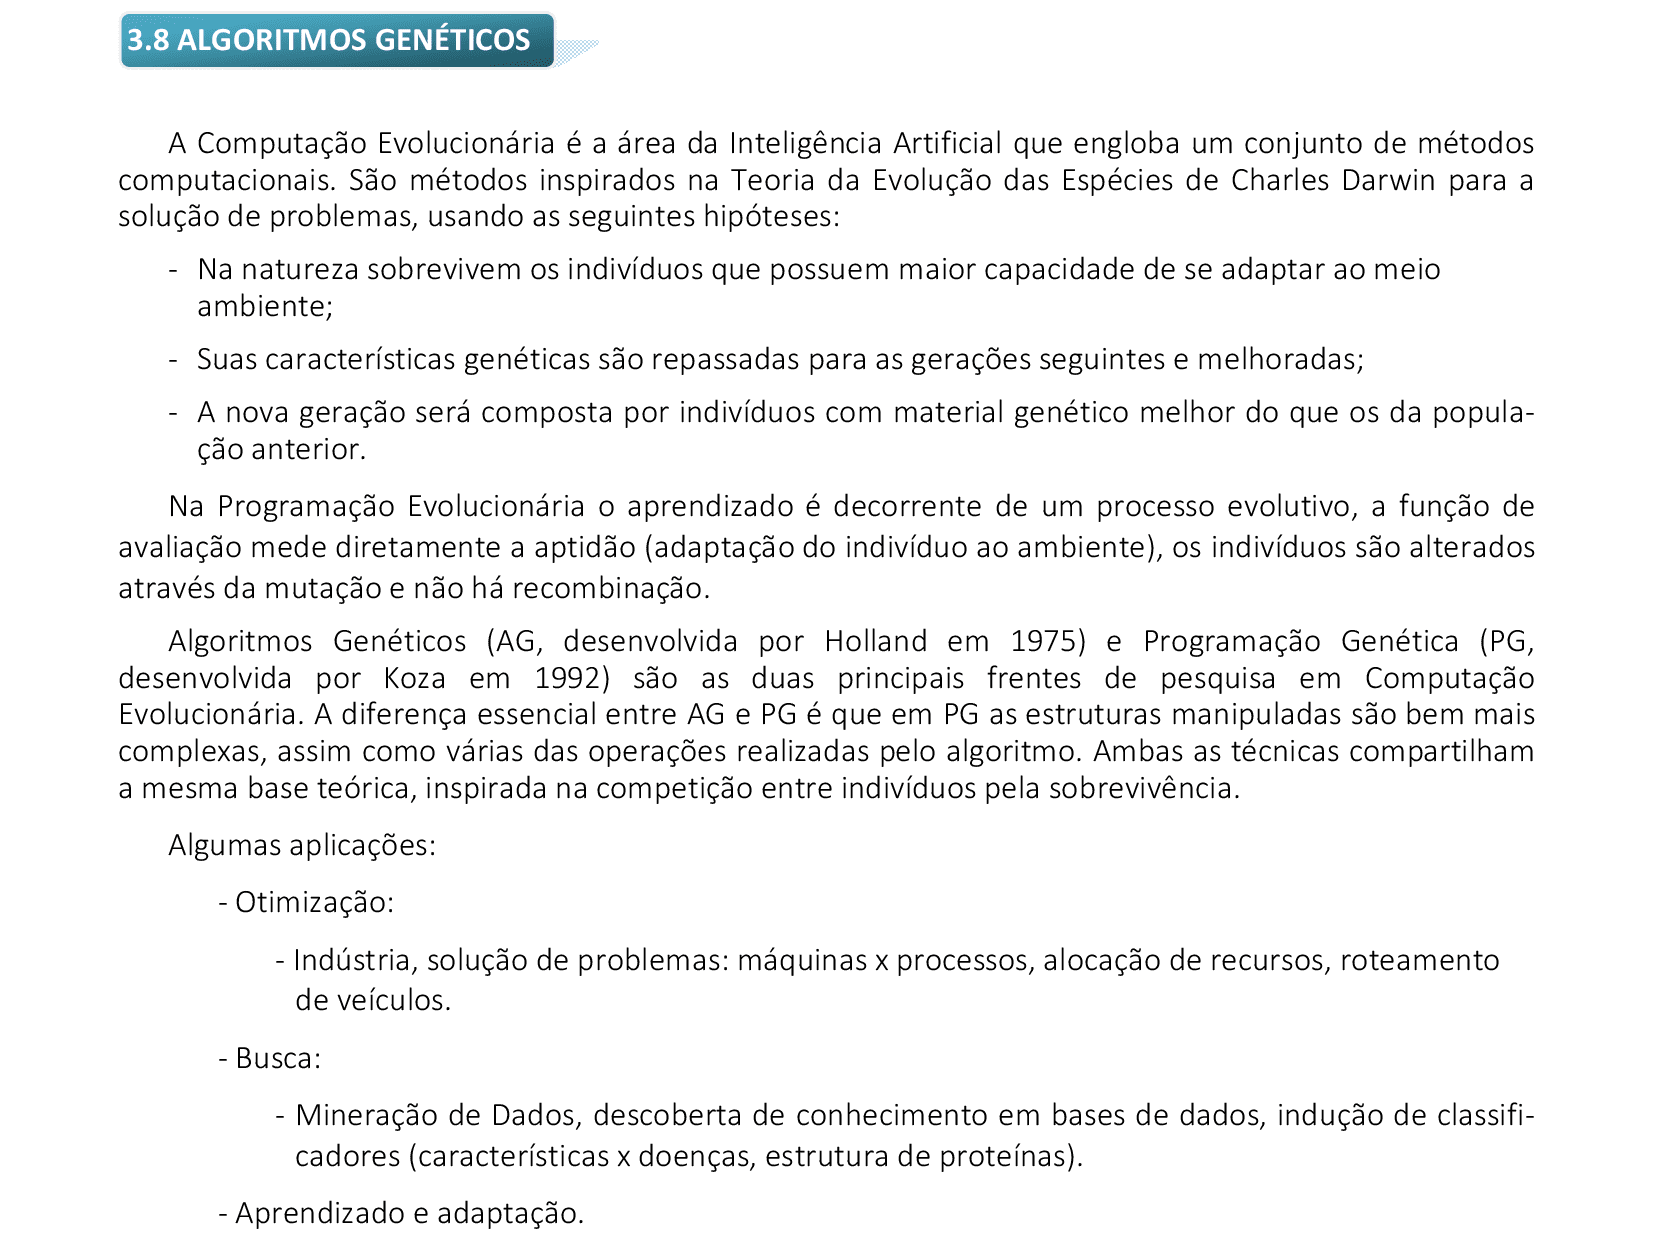 3.8 ALGORITMOS GENÉTICOS
A Computação Evolucionária é a área da Inteligência Artificial que engloba um conjunto de métodos
computacionais. São métodos inspirados na Teoria da Evolução das Espécies de Charles Darwin para a
solução de problemas, usando as seguintes hipóteses:
- Na natureza sobrevivem os indivíduos que possuem maior capacidade de se adaptar ao meio
ambiente;
- Suas características genéticas são repassadas para as gerações seguintes e melhoradas;
- A nova geração será composta por indivíduos com material genético melhor do que os da popula-
ção anterior.
Na Programação Evolucionária o aprendizado é decorrente de um processo evolutivo, a função de
avaliação mede diretamente a aptidão (adaptação do indivíduo ao ambiente), os indivíduos são alterados
através da mutação e não há recombinação.
Algoritmos Genéticos (AG, desenvolvida por Holland em 1975) e Programação Genética (PG,
desenvolvida por Koza em 1992) são as duas principais frentes de pesquisa em Computação
Evolucionária. A diferença essencial entre AG e PG é que em PG as estruturas manipuladas são bem mais
complexas, assim como várias das operações realizadas pelo algoritmo. Ambas as técnicas compartilham
a mesma base teórica, inspirada na competição entre indivíduos pela sobrevivência.
Algumas aplicações:
- Otimização:
- Indústria, solução de problemas: máquinas x processos, alocação de recursos, roteamento
de veículos.
- Busca:
- Mineração de Dados, descoberta de conhecimento em bases de dados, indução de classifi-
cadores (características x doenças, estrutura de proteínas).
- Aprendizado e adaptação.